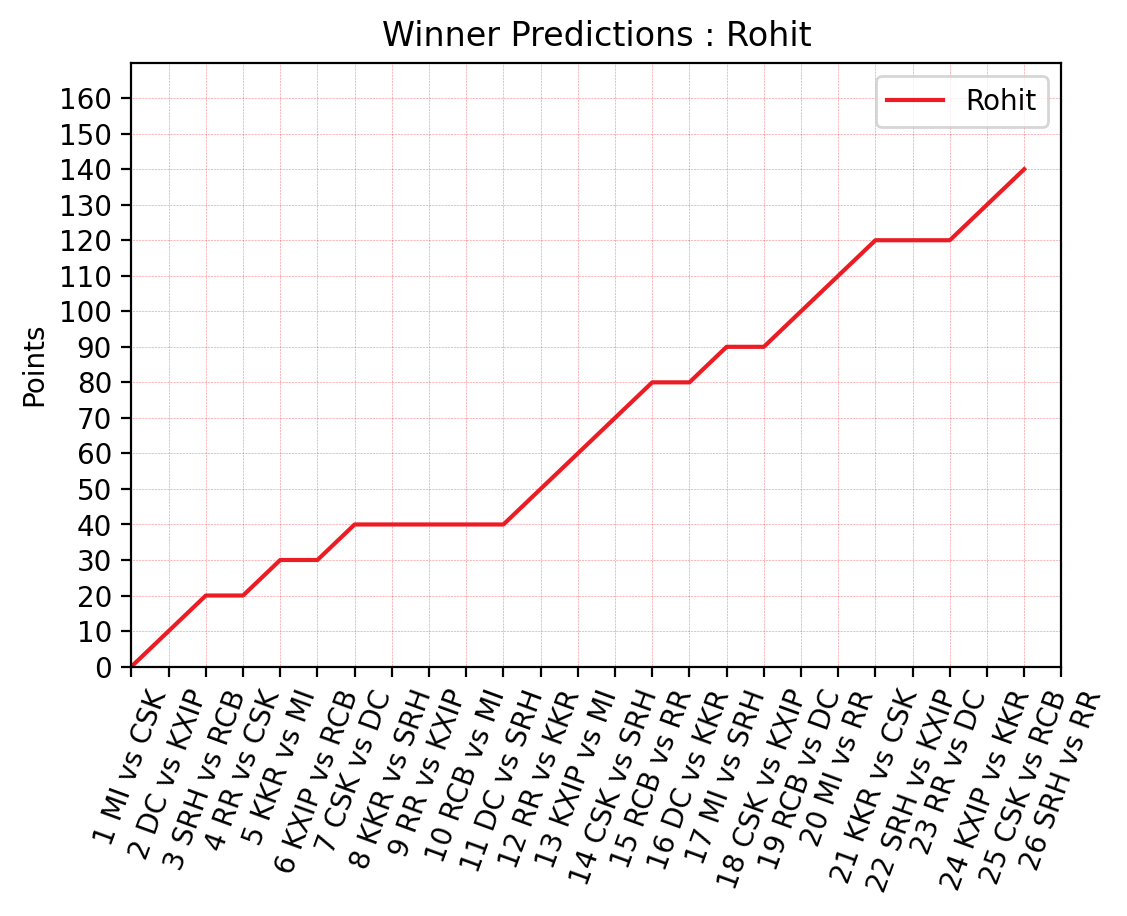 Winner Predictions : Rohit
Rohit
Points
160
150
140
130
120
110
100
90
80
70
60
50
40
30
20
10
0
1 MI vs CSK
2 DC vs KXIP
3 SRH vs RCB
4 RR vs CSK
5 KKR vs MI
6 KXIP vs RCB
7 CSK vs DC
8 KKR vs SRH
9 RR vs KXIP
10 RCB vs MI
11 DC vs SRH
12 RR vs KKR
13 KXIP vs MI
14 CSK vs SRH
15 RCB vs RR
16 DC vs KKR
17 MI vs SRH
18 CSK vs KXIP
19 RCB vs DC
20 MI vs RR
21 KKR vs CSK
22 SRH vs KXIP
23 RR vs DC
24 KXIP vs KKR
25 CSK vs RCB
26 SRH vs RR